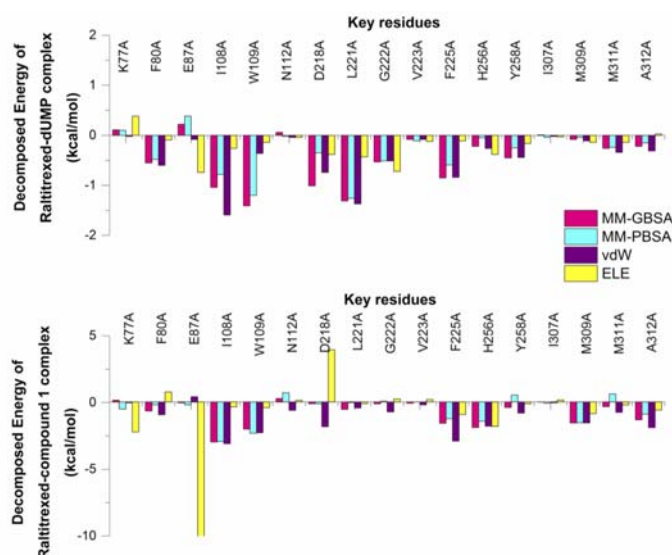 Key residues
K77A
F80A
E87A
I108A
W109A
N112A
D218A
L221A
G222A
V223A
F225A
H256A
Y258A
I307A
M309A
M311A
A312A
Decomposed Energy of
Raltitrexed-dUMP complex
(kcal/mol)
2
1
0
-1
-2
MM-GBSA
MM-PBSA
vdW
ELE
Key residues
K77A
F80A
E87A
I108A
W109A
N112A
D218A
L221A
G222A
V223A
F225A
H256A
Y258A
I307A
M309A
M311A
A312A
Decomposed Energy of
Raltitrexed-compound 1 complex
(kcal/mol)
5
0
-5
-10